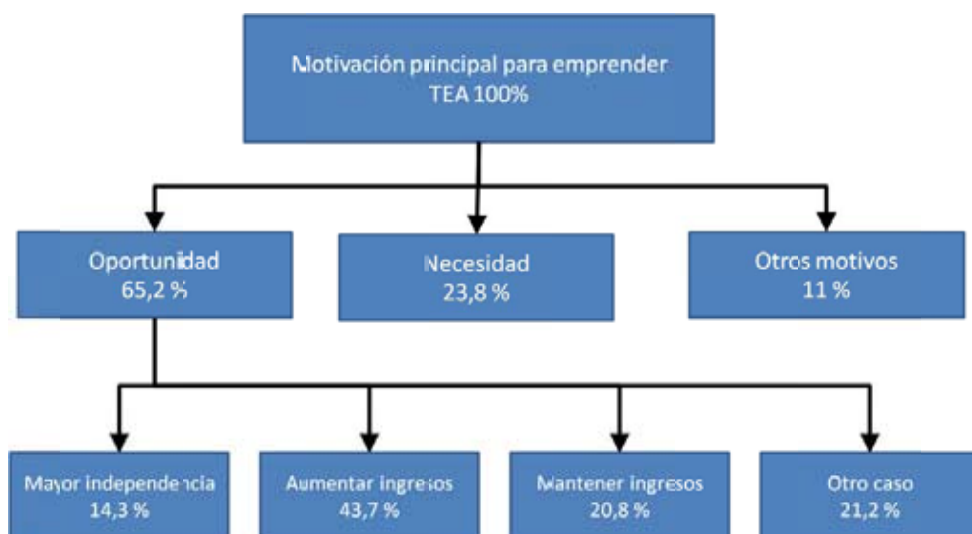 Motivación principal para emprender
TEA 100%
Oportunidad
65,2 %
Necesidad
23,8 %
Otros motivos
11 %
Mayor independencia
14,3 %
Aumentar ingresos
43,7 %
Mantener ingresos
20,8 %
Otro caso
21,2 %